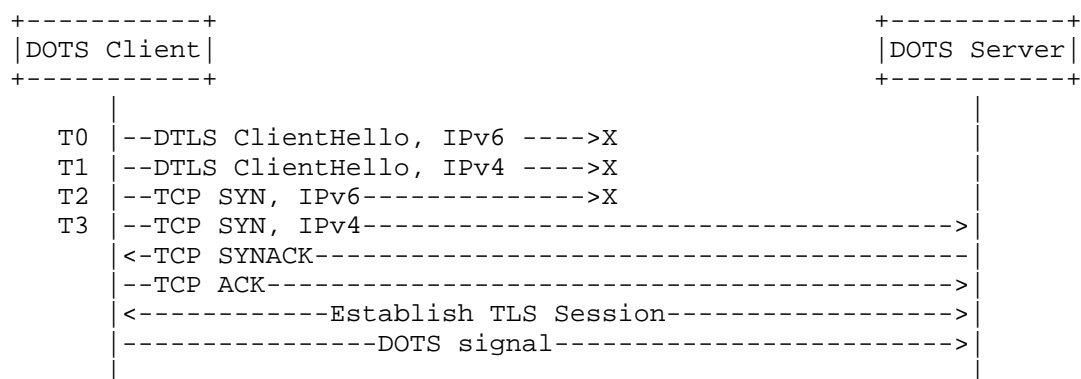 +-----------+                                         +-----------+
|DOTS Client|                                         |DOTS Server|
+-----------+                                         +-----------+
      |                                                     |
   T0 |--DTLS ClientHello, IPv6 ---->X                      |
   T1 |--DTLS ClientHello, IPv4 ---->X                      |
   T2 |--TCP SYN, IPv6-------------->X                      |
   T3 |--TCP SYN, IPv4------------------------------------->|
      |<-TCP SYNACK-----------------------------------------|
      |--TCP ACK------------------------------------------->|
      |<------------Establish TLS Session------------------>|
      |----------------DOTS signal------------------------->|
      |                                                     |